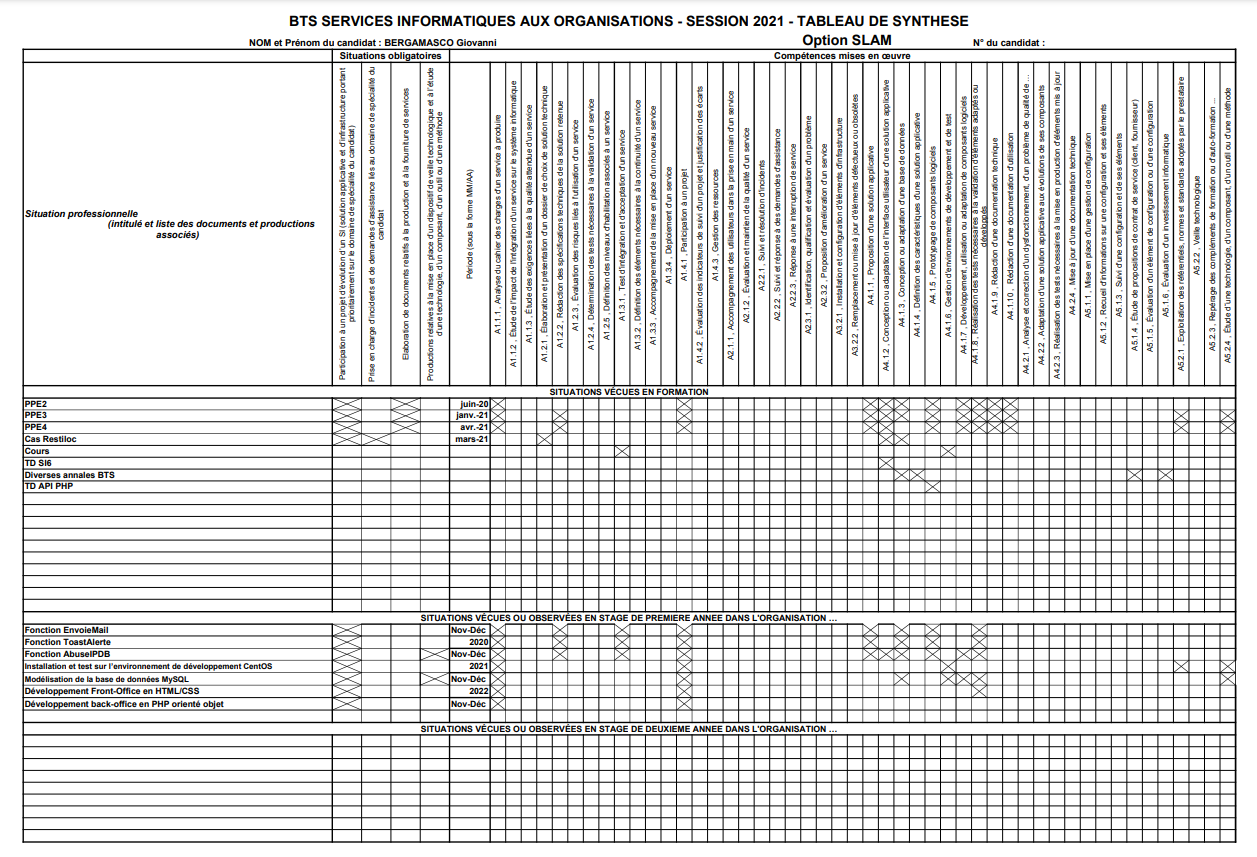 BTS SERVICES INFORMATIQUES AUX ORGANISATIONS - SESSION 2021 - TABLEAU DE SYNTHESE
NOM et Prénom du candidat : BERGAMASCO Giovanni
Option SLAM
N° du candidat :
Situations obligatoires
Compétences mises en œuvre
Situation professionnelle
(intitulé et liste des documents et productions
associés)
Participation à un projet d'évolution d'un SI (solution applicative et d'infrastructure portant
prioritairement sur le domaine de spécialité du candidat)
Prise en charge d'incidents et de demandes d'assistance liés au domaine de spécialité du
candidat
Elaboration de documents relatifs à la production et à la fourniture de services
Productions relatives à la mise en place d'un dispositif de veille technologique et à l'étude
d'une technologie, d'un composant, d'un outil ou d'une méthode
Période (sous la forme MM/AA)
A1.1.1 , Analyse du cahier des charges d'un service à produire
A1.1.2 , Étude de l'impact de l'intégration d'un service sur le système informatique
A1.1.3 , Étude des exigences liées à la qualité attendue d'un service
A1.2.1 , Élaboration et présentation d'un dossier de choix de solution technique
A1.2.2 , Rédaction des spécifications techniques de la solution retenue
A1.2.3 , Évaluation des risques liés à l'utilisation d'un service
A1.2.4 , Détermination des tests nécessaires à la validation d'un service
A1.2.5 , Définition des niveaux d'habilitation associés à un service
A1.3.1 , Test d'intégration et d'acceptation d'un service
A1.3.2 , Définition des éléments nécessaires à la continuité d'un service
A1.3.3 , Accompagnement de la mise en place d'un nouveau service
A1.3.4 , Déploiement d'un service
A1.4.1 , Participation à un projet
A1.4.2 , Évaluation des indicateurs de suivi d'un projet et justification des écarts
A1.4.3 , Gestion des ressources
A2.1.1 , Accompagnement des utilisateurs dans la prise en main d'un service
A2.1.2 , Évaluation et maintien de la qualité d'un service
A2.2.1 , Suivi et résolution d'incidents
A2.2.2 , Suivi et réponse à des demandes d'assistance
A2.2.3 , Réponse à une interruption de service
A2.3.1 , Identification, qualification et évaluation d'un problème
A2.3.2 , Proposition d'amélioration d'un service
A3.2.1 , Installation et configuration d'éléments d'infrastructure
A3.2.2 , Remplacement ou mise à jour d'éléments défectueux ou obsolètes
A4.1.1 , Proposition d'une solution applicative
A4.1.2 , Conception ou adaptation de l'interface utilisateur d'une solution applicative
A4.1.3 , Conception ou adaptation d'une base de données
A4.1.4 , Définition des caractéristiques d'une solution applicative
A4.1.5 , Prototypage de composants logiciels
A4.1.6 , Gestion d'environnements de développement et de test
A4.1.7 , Développement, utilisation ou adaptation de composants logiciels
A4.1.8 , Réalisation des tests nécessaires à la validation d'éléments adaptés ou
développés
A4.1.9 , Rédaction d'une documentation technique
A4.1.10 , Rédaction d'une documentation d'utilisation
A4.2.1 , Analyse et correction d'un dysfonctionnement, d'un problème de qualité de ...
A4.2.2 , Adaptation d'une solution applicative aux évolutions de ses composants
A4.2.3 , Réalisation des tests nécessaires à la mise en production d'éléments mis à jour
A4.2.4 , Mise à jour d'une documentation technique
A5.1.1 , Mise en place d'une gestion de configuration
A5.1.2 , Recueil d'informations sur une configuration et ses éléments
A5.1.3 , Suivi d'une configuration et de ses éléments
A5.1.4 , Étude de propositions de contrat de service (client, fournisseur)
A5.1.5 , Évaluation d'un élément de configuration ou d'une configuration
A5.1.6 , Évaluation d'un investissement informatique
A5.2.1 , Exploitation des référentiels, normes et standards adoptés par le prestataire
A5.2.2 , Veille technologique
A5.2.3 , Repérage des compléments de formation ou d'auto-formation ...
A5.2.4 , Étude d'une technologie, d'un composant, d'un outil ou d'une méthode
SITUATIONS VÉCUES EN FORMATION
PPE2 juin-20
PPE3 janv.-21
PPE4 avr.-21
Cas Restiloc mars-21
Cours
TD SI6
Diverses annales BTS
TD API PHP
SITUATIONS VÉCUES OU OBSERVÉES EN STAGE DE PREMIERE ANNEE DANS L'ORGANISATION ...
Fonction EnvoieMail Nov-Déc
Fonction ToastAlerte 2020
Fonction AbuseIPDB Nov-Déc
Installation et test sur l'environnement de développement CentOS 2021
Modélisation de la base de données MySQL Nov-Déc
Développement Front-Office en HTML/CSS 2022
Développement back-office en PHP orienté objet Nov-Déc
SITUATIONS VÉCUES OU OBSERVÉES EN STAGE DE DEUXIEME ANNEE DANS L'ORGANISATION ...